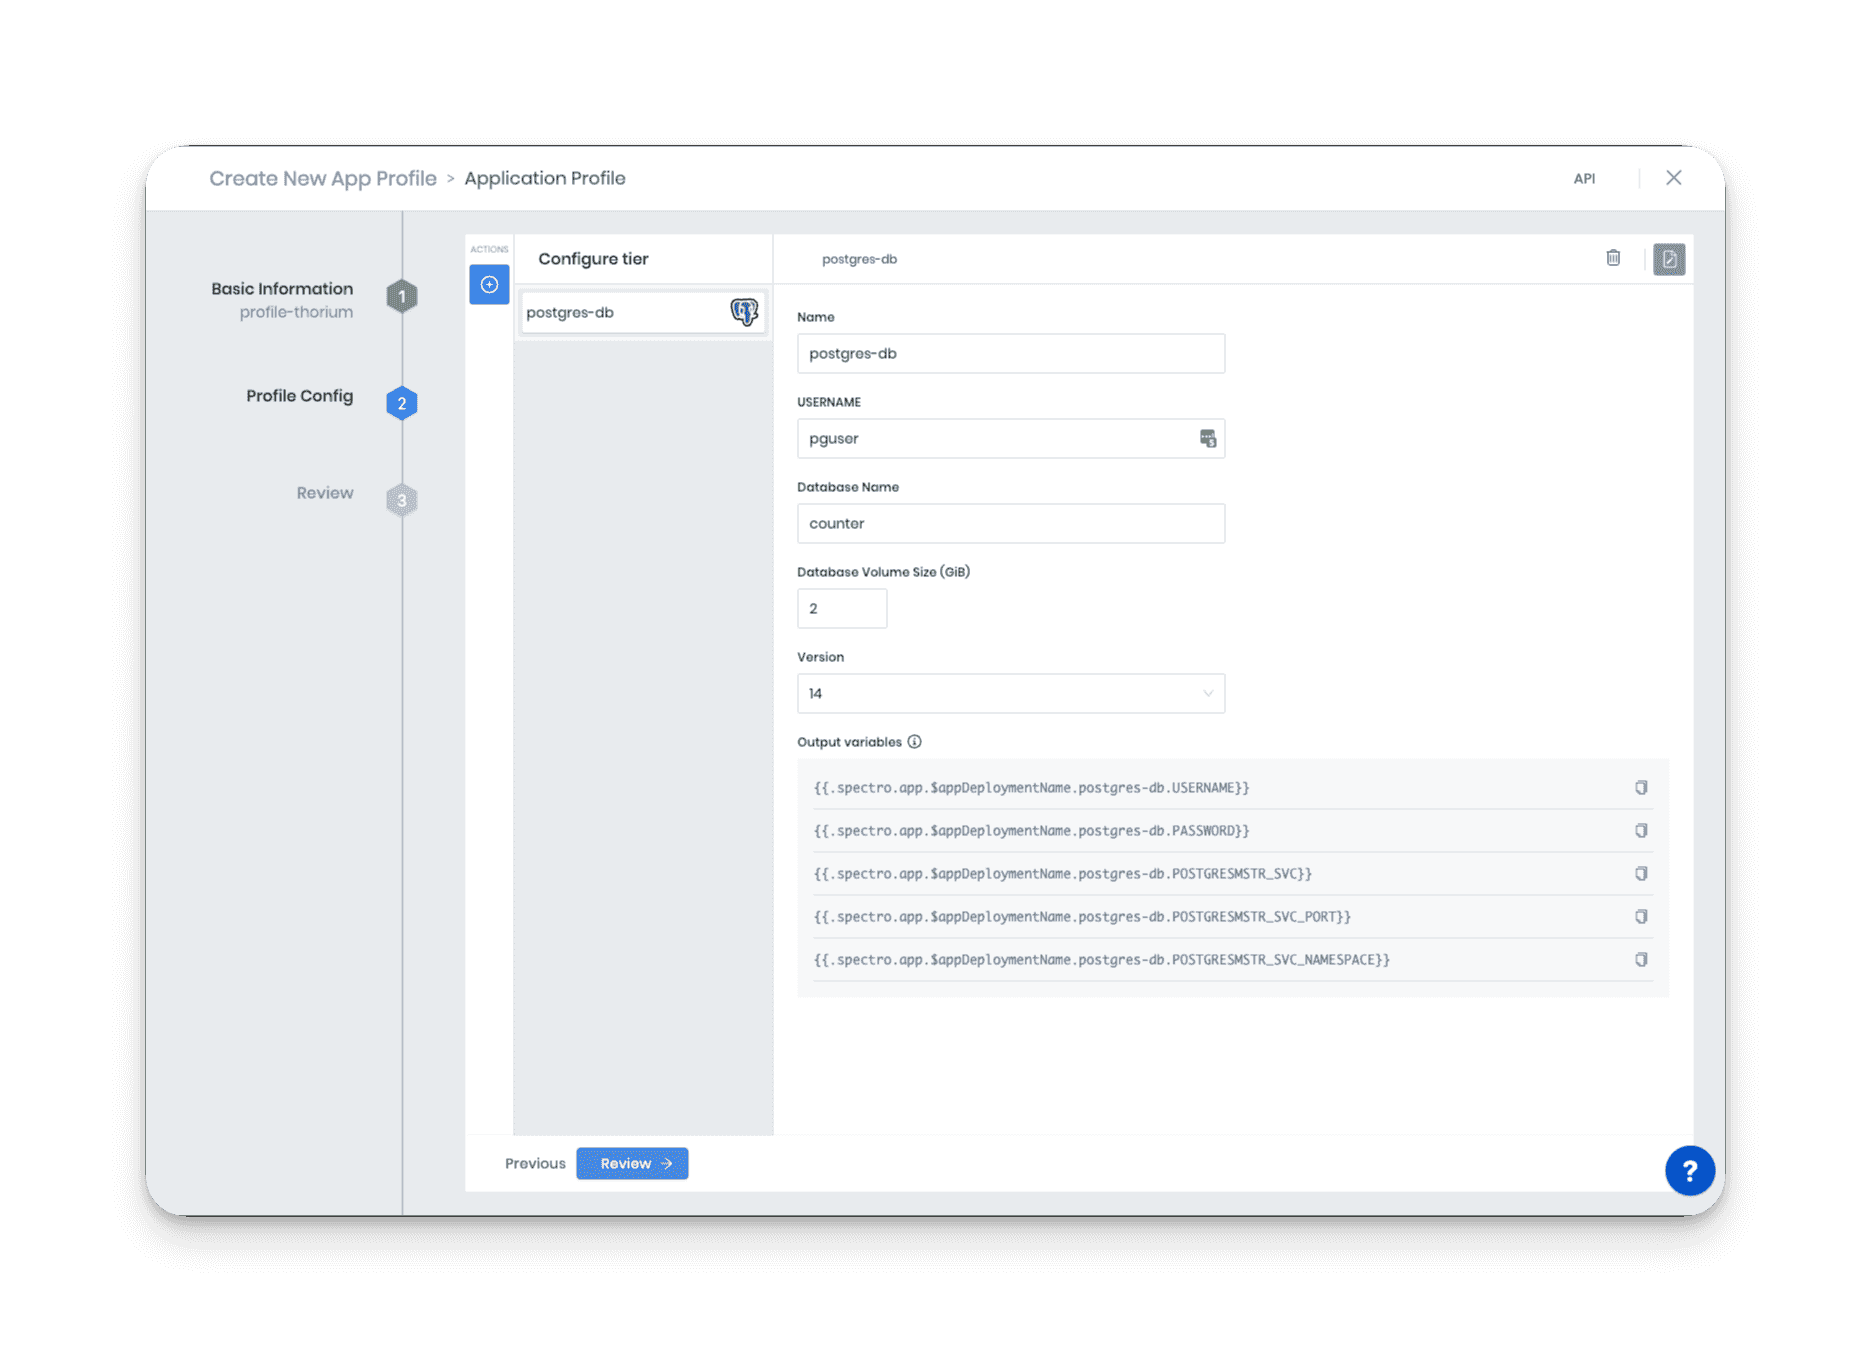 Create New App Profile > Application Profile
API
Basic Information
profile-thorium
1
Profile Config
2
Review
3
ACTIONS
Configure tier
postgres-db
postgres-db
Name
postgres-db
USERNAME
pguser
Database Name
counter
Database Volume Size (GiB)
2
Version
14
Output variables
{{.spectro.app.$appDeploymentName.postgres-db.USERNAME}}
{{.spectro.app.$appDeploymentName.postgres-db.PASSWORD}}
{{.spectro.app.$appDeploymentName.postgres-db.POSTGRESMSTR_SVC}}
{{.spectro.app.$appDeploymentName.postgres-db.POSTGRESMSTR_SVC_PORT}}
{{.spectro.app.$appDeploymentName.postgres-db.POSTGRESMSTR_SVC_NAMESPACE}}
Previous
Review →
?